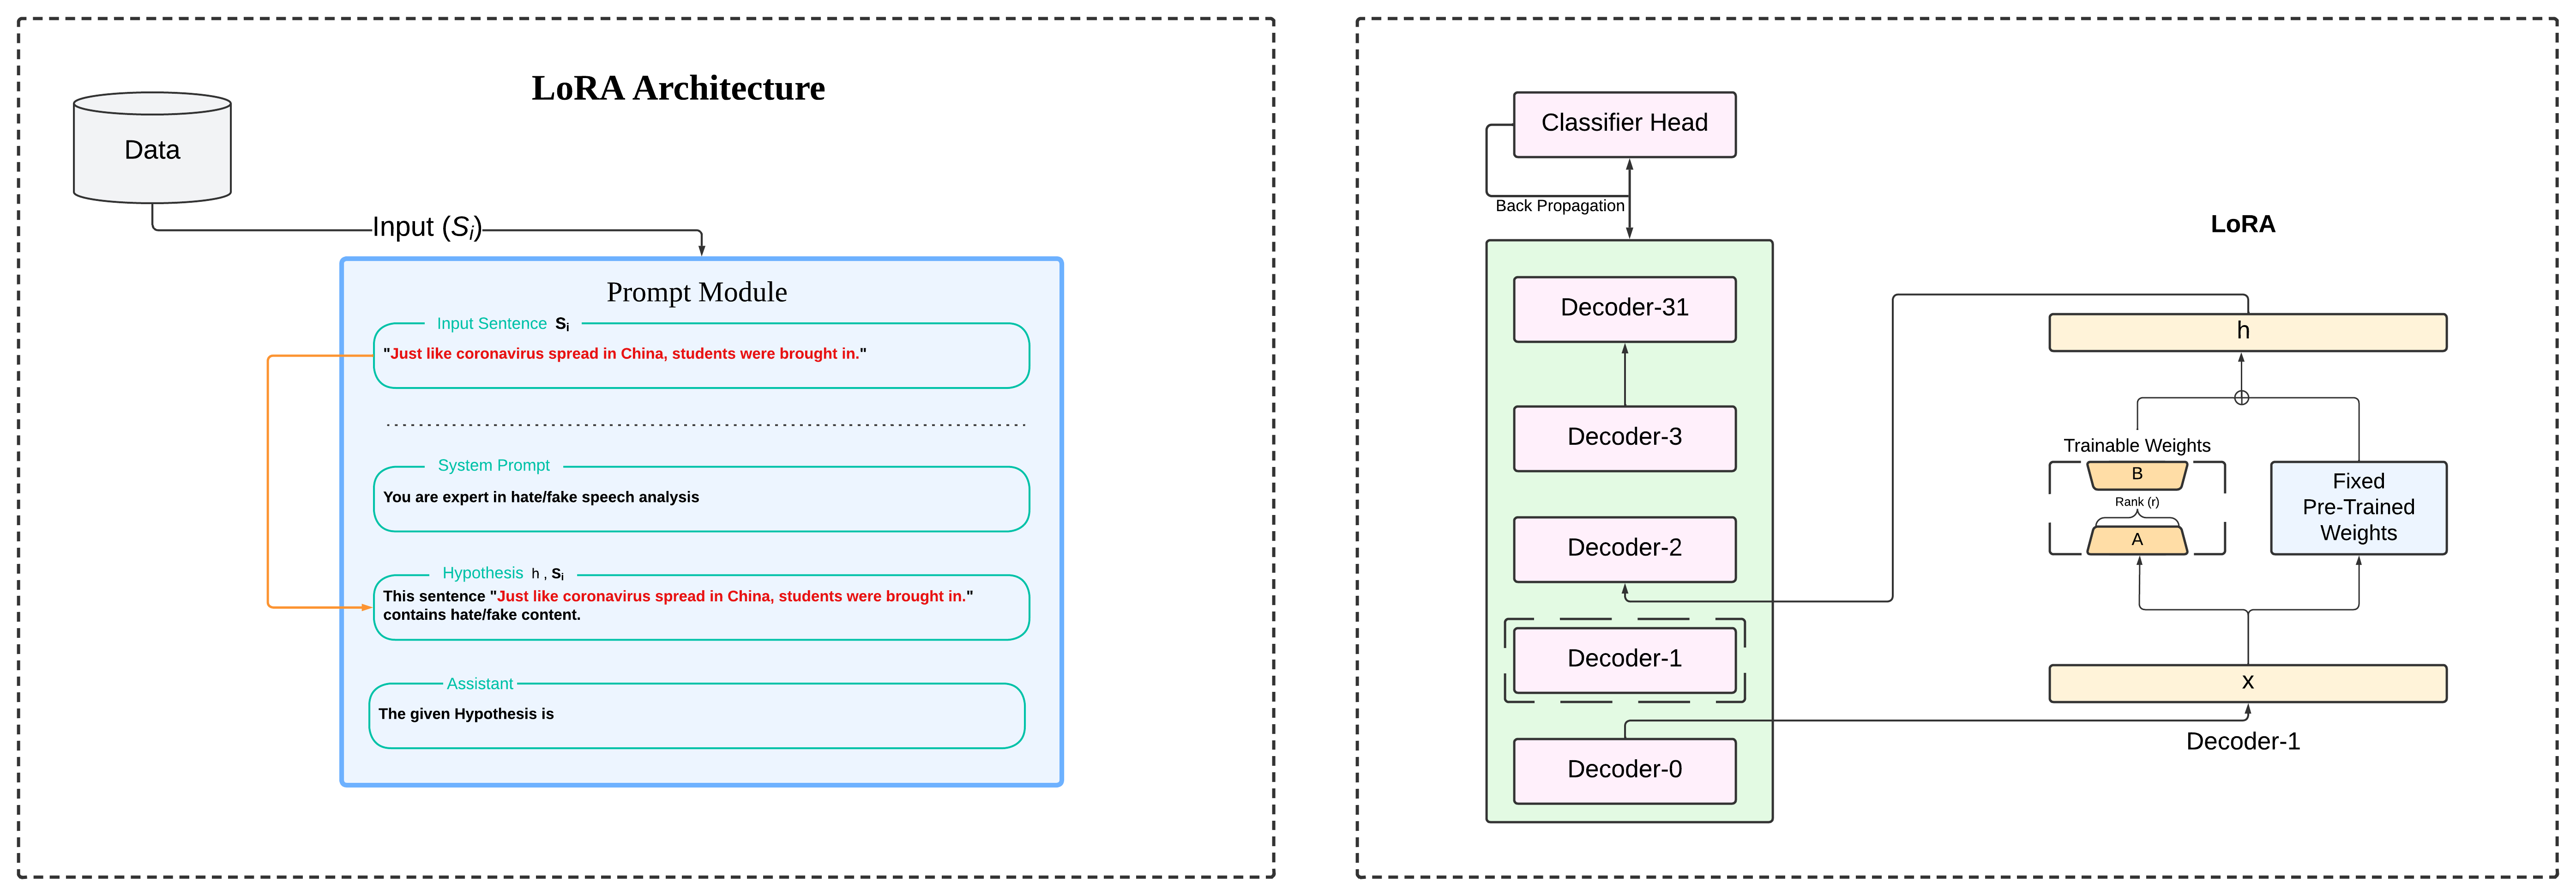 LoRA Architecture
Data
Input (Si)
Prompt Module
Input Sentence Si
"Just like coronavirus spread in China, students were brought in."
System Prompt
You are expert in hate/fake speech analysis
Hypothesis h , Si
This sentence "Just like coronavirus spread in China, students were brought in."
contains hate/fake content.
Assistant
The given Hypothesis is
Classifier Head
Back Propagation
Decoder-31
Decoder-3
Decoder-2
Decoder-1
Decoder-0
LoRA
h
Trainable Weights
B
Rank (r)
A
Fixed
Pre-Trained
Weights
x
Decoder-1